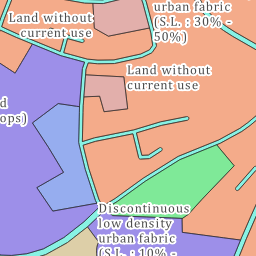 urban fabric
(S.L. : 30% -
50%)
Land without
current use
Land without
current use
d
ops)
Discontinuous
low density
urban fabric
(S.L. : 10% -